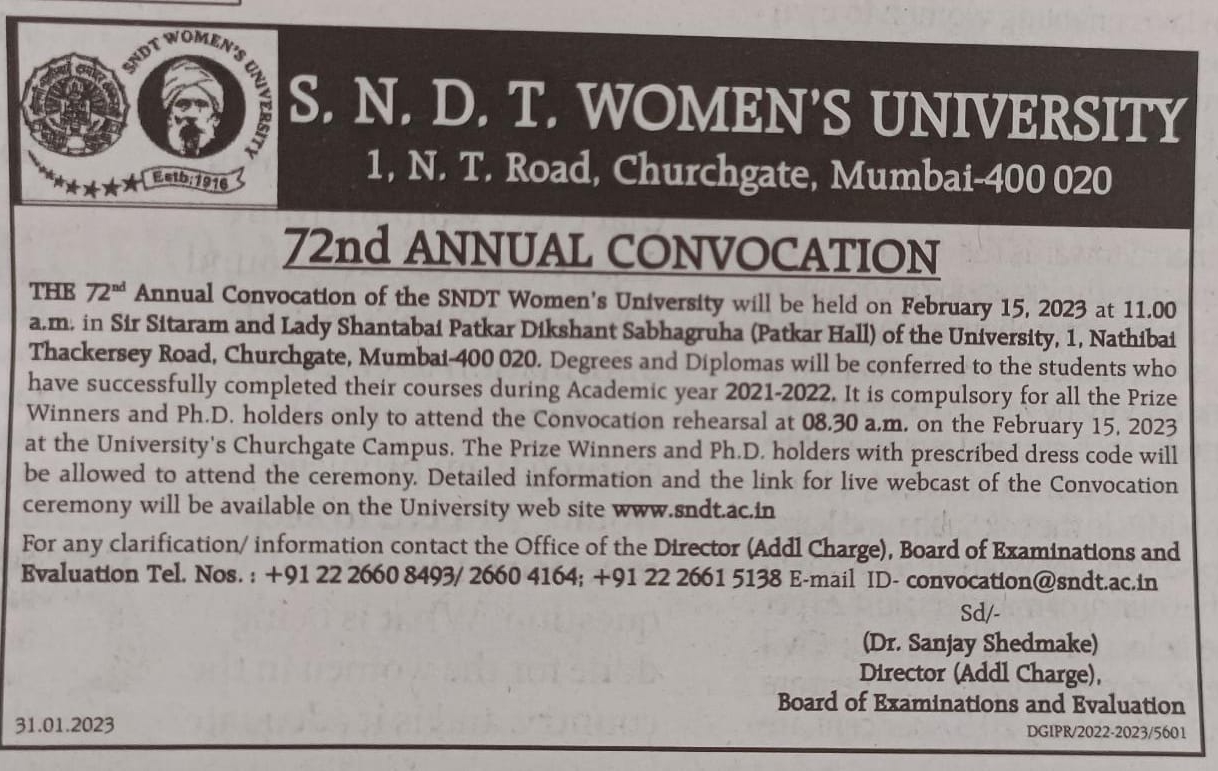 SNDT WOMEN'S UNIVERSITY
Estb:1916
S. N. D. T. WOMEN'S UNIVERSITY
1, N. T. Road, Churchgate, Mumbai-400 020
72nd ANNUAL CONVOCATION
THE 72nd Annual Convocation of the SNDT Women's University will be held on February 15, 2023 at 11.00
a.m. in Sir Sitaram and Lady Shantabai Patkar Dikshant Sabhagruha (Patkar Hall) of the University, 1, Nathibai
Thackersey Road, Churchgate, Mumbai-400 020. Degrees and Diplomas will be conferred to the students who
have successfully completed their courses during Academic year 2021-2022. It is compulsory for all the Prize
Winners and Ph.D. holders only to attend the Convocation rehearsal at 08.30 a.m. on the February 15, 2023
at the University's Churchgate Campus. The Prize Winners and Ph.D. holders with prescribed dress code will
be allowed to attend the ceremony. Detailed information and the link for live webcast of the Convocation
ceremony will be available on the University web site www.sndt.ac.in
For any clarification/ information contact the Office of the Director (Addl Charge), Board of Examinations and
Evaluation Tel. Nos. : +91 22 2660 8493/ 2660 4164; +91 22 2661 5138 E-mail ID- convocation@sndt.ac.in
Sd/-
(Dr. Sanjay Shedmake)
Director (Addl Charge),
Board of Examinations and Evaluation
31.01.2023
DGIPR/2022-2023/5601